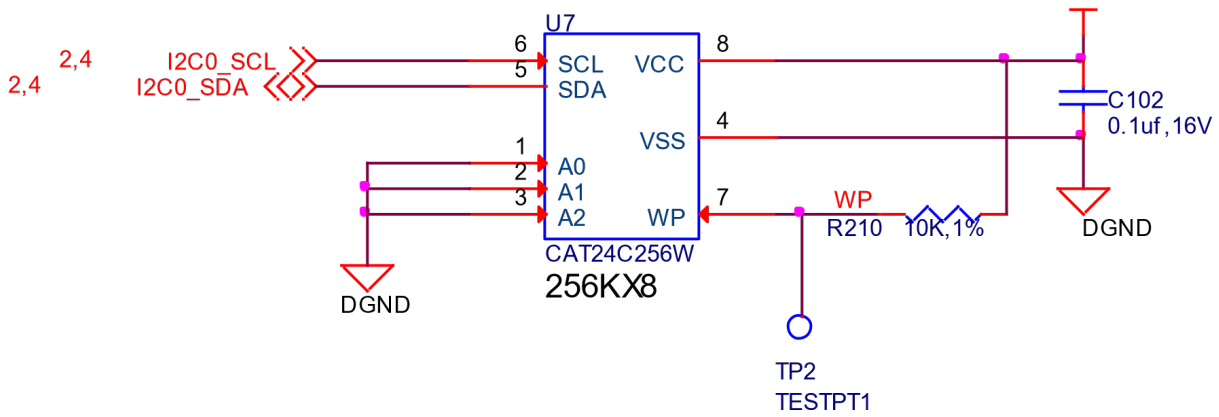 U7
2,4 I2C0_SCL 6 SCL VCC 8
2,4 I2C0_SDA 5 SDA
C102
0.1uf,16V
VSS 4
1 A0
2 A1
3 A2 WP 7 WP
R210 10K,1%
DGND
CAT24C256W
256KX8
DGND
TP2
TESTPT1